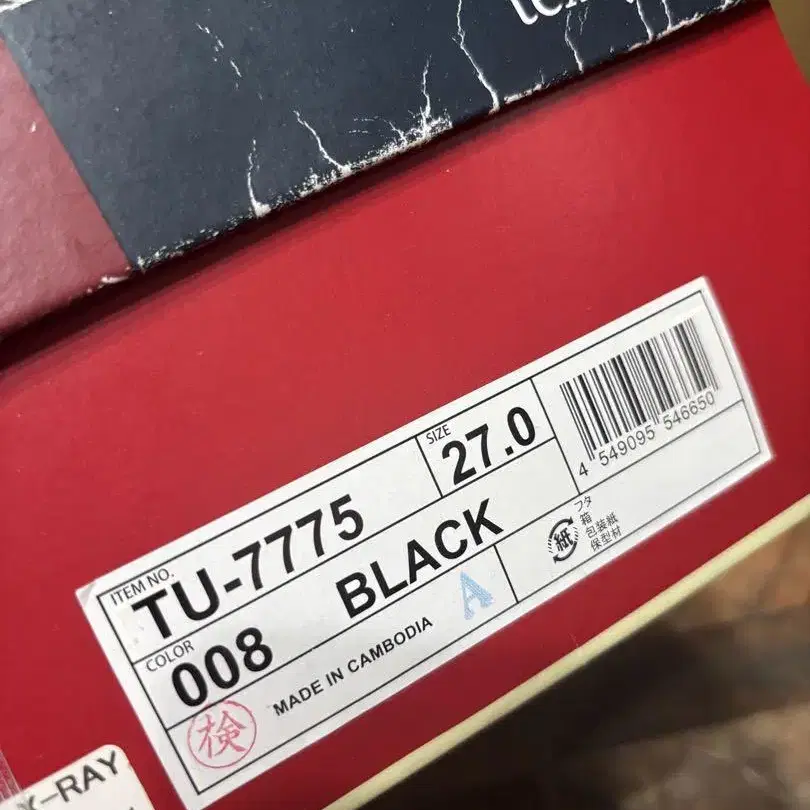 ITEM NO.
TU-7775
SIZE
27.0
4 549095 546650
COLOR
008 BLACK
A
紙
フタ
箱
包装紙
保型材
検
MADE IN CAMBODIA
X-RAY